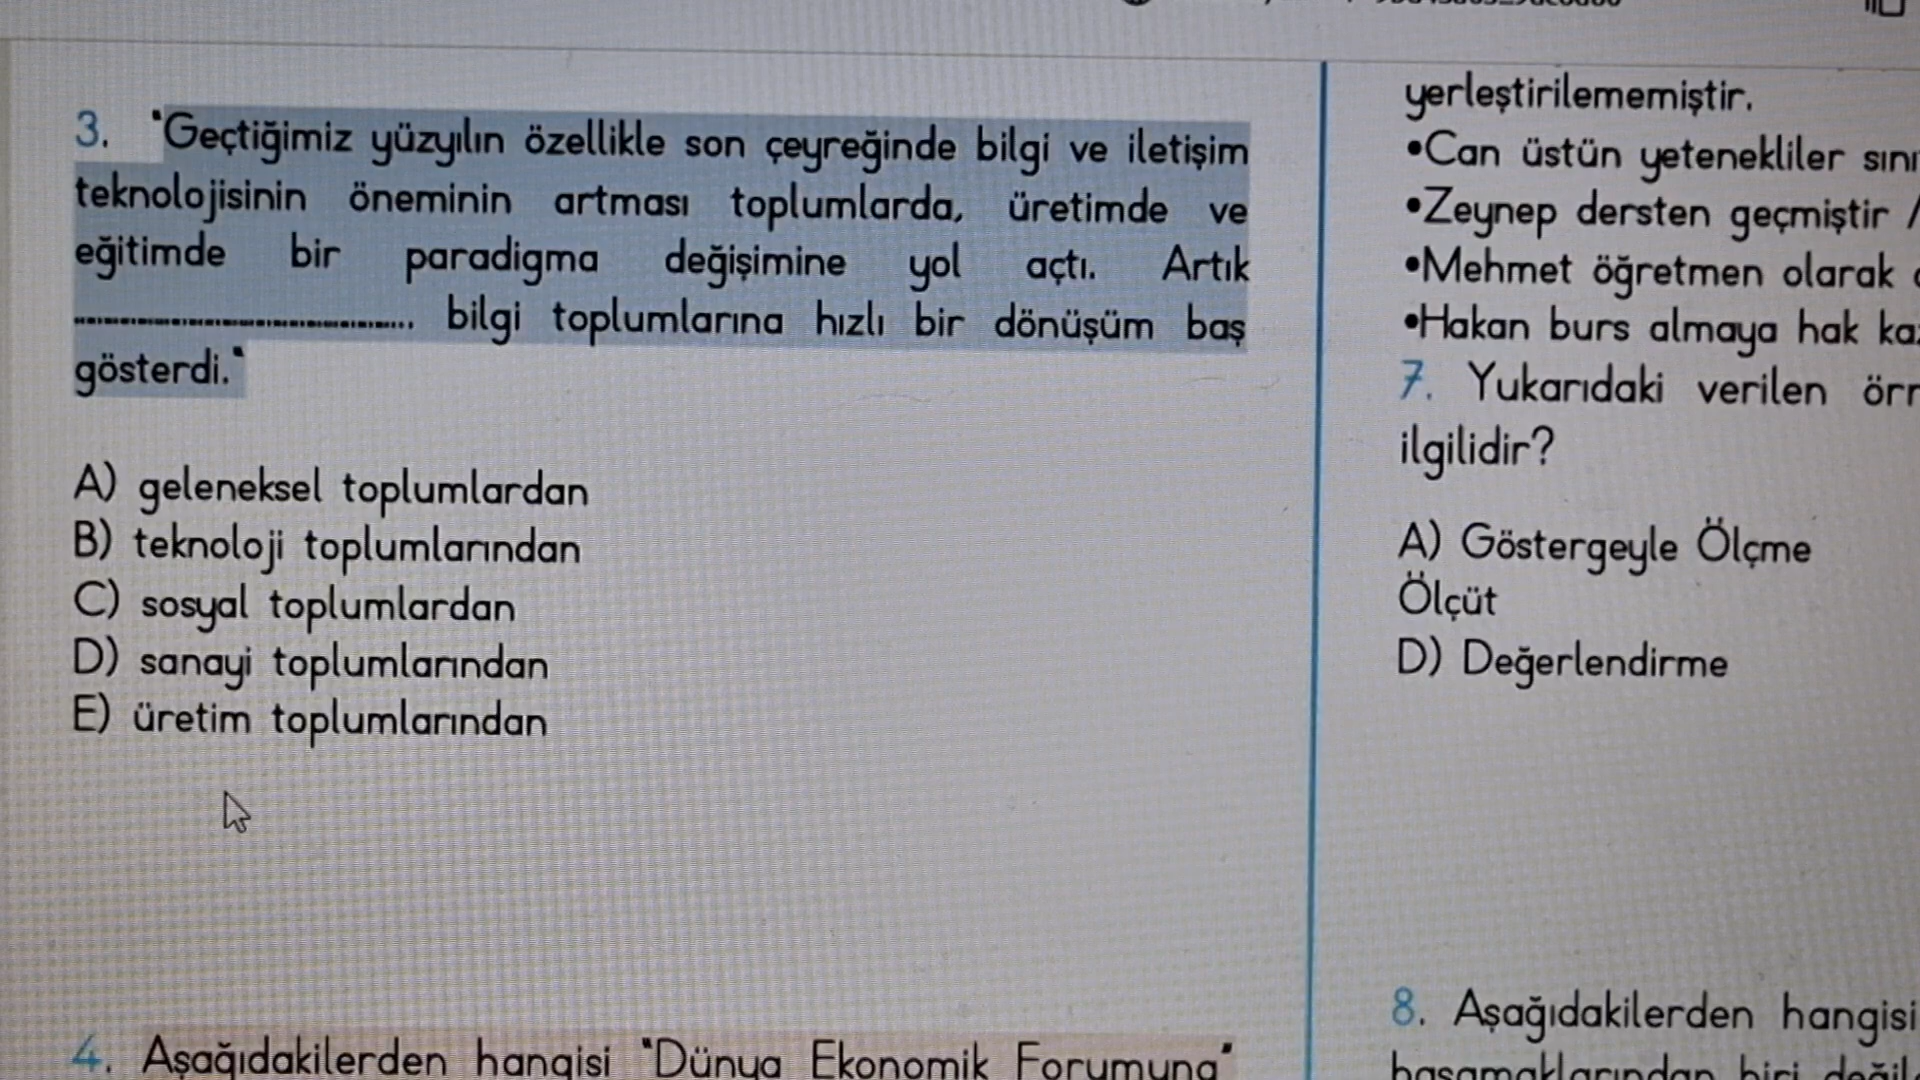 3. "Geçtiğimiz yüzyılın özellikle son çeyreğinde bilgi ve iletişim
teknolojisinin öneminin artması toplumlarda, üretimde ve
eğitimde bir paradigma değişimine yol açtı. Artık
........................................ bilgi toplumlarına hızlı bir dönüşüm baş
gösterdi."
A) geleneksel toplumlardan
B) teknoloji toplumlarından
C) sosyal toplumlardan
D) sanayi toplumlarından
E) üretim toplumlarından
4. Aşağıdakilerden hangisi "Dünya Ekonomik Forumuna"
yerleştirilememiştir.
•Can üstün yetenekliler
•Zeynep dersten geçmiştir /
•Mehmet öğretmen olarak
•Hakan burs almaya hak
7. Yukarıdaki verilen
ilgilidir?
A) Göstergeyle Ölçme
Ölçüt
D) Değerlendirme
8. Aşağıdakilerden hangisi
basamaklarından biri